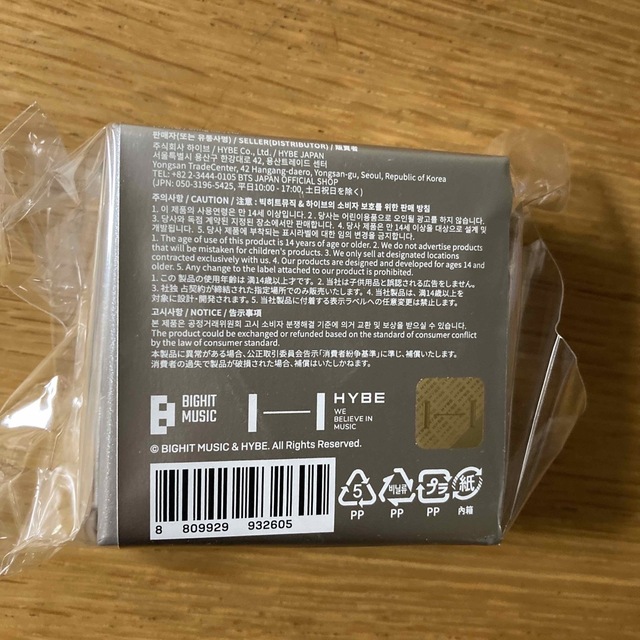 판매자(또는 유통사명) / SELLER(DISTRIBUTOR) / 販賣者
주식회사 하이브 / HYBE Co., Ltd. / HYBE JAPAN
서울특별시 용산구 한강대로 42, 용산트레이드 센터
Yongsan TradeCenter, 42 Hangang-daero, Yongsan-gu, Seoul, Republic of Korea
TEL: +82 2-3444-0105 BTS JAPAN OFFICIAL SHOP
(JPN: 050-3196-5425, 平日10:00 - 17:00, 土日祝日を除く)
주의사항 / CAUTION / 注意 : 빅히트뮤직 & 하이브의 소비자 보호를 위한 판매 방침
1. 이 제품의 사용연령은 만 14세 이상입니다. 2. 당사는 어린이용품으로 오인될 광고를 하지 않습니다.
3. 당사와 독점 계약된 지정된 장소에서만 판매합니다. 4. 당사 제품은 만 14세 이상을 대상으로 설계 및
개발됩니다. 5. 당사 제품에 부착되는 표시라벨에 대한 임의 변경을 금지합니다.
1. The age of use of this product is 14 years of age or older. 2. We do not advertise products
that will be mistaken for children's products. 3. We only sell at designated locations
contracted exclusively with us. 4. Our products are designed and developed for ages 14 and
older. 5. Any change to the label attached to our product is prohibited.
1. この 製品の使用年齢は 満14歳以上才です。2. 当社は子供用品と誤認される広告をしません。
3. 社独 占契約が締結された指定場所でのみ販売いたします。4. 当社製品は、満14歳以上を
対象に設計・開発されます。5. 当社製品に付着する表示ラベルへの任意変更は禁止します。
고시사항 / NOTICE / 告示事項
본 제품은 공정거래위원회 고시 소비자 분쟁해결 기준에 의거 교환 및 보상을 받으실 수 있습니다.
The product could be exchanged or refunded based on the standard of consumer conflict
by the law of consumer standard.
本製品に異常がある場合、公正取引委員会告示「消費者紛争基準」に準じ、補償いたします。
消費者の過失で製品が破損された場合、補償はいたしかねます。
BIGHIT
MUSIC
HYBE
WE
BELIEVE IN
MUSIC
© BIGHIT MUSIC & HYBE. All Rights Reserved.
8 809929 932605
5
PP
비닐류
PP
プラ
PP
紙
內箱